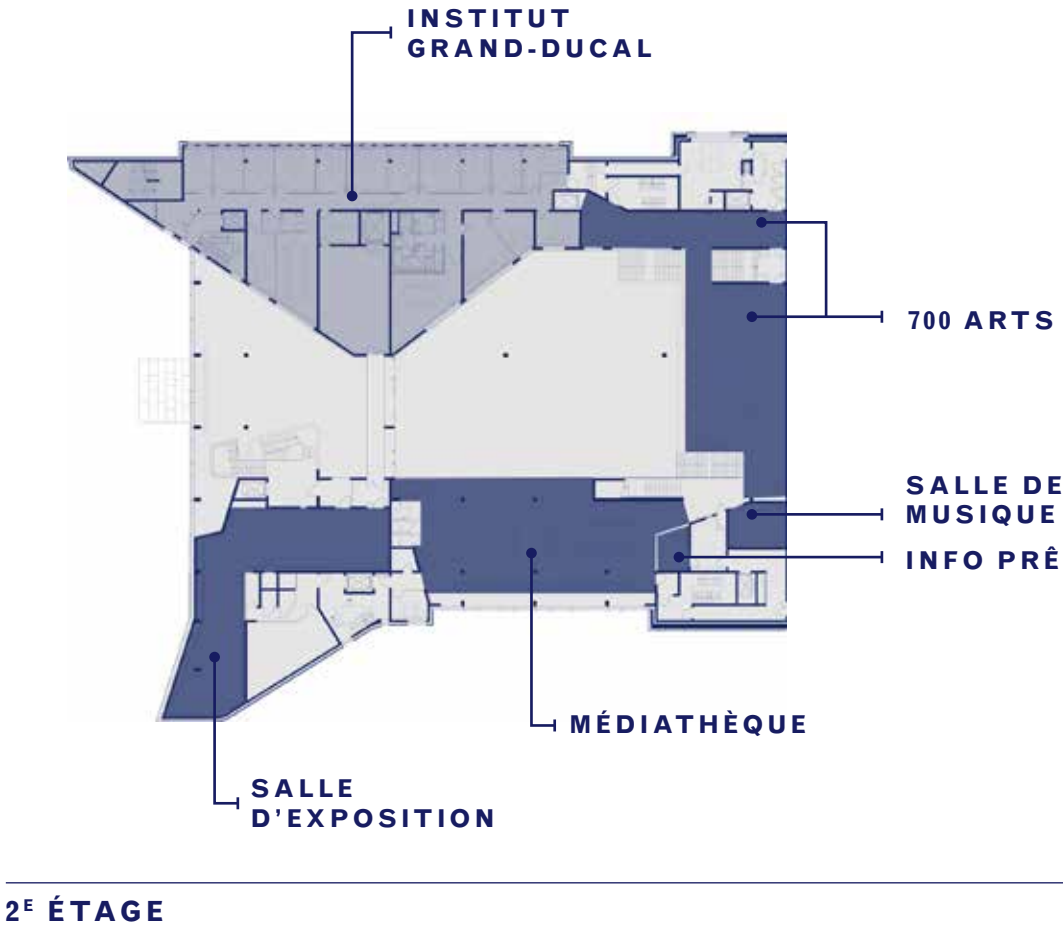 INSTITUT
GRAND-DUCAL
700 ARTS
SALLE DE
MUSIQUE
INFO PRÊ
MÉDIATHÈQUE
SALLE
D'EXPOSITION
2E ÉTAGE